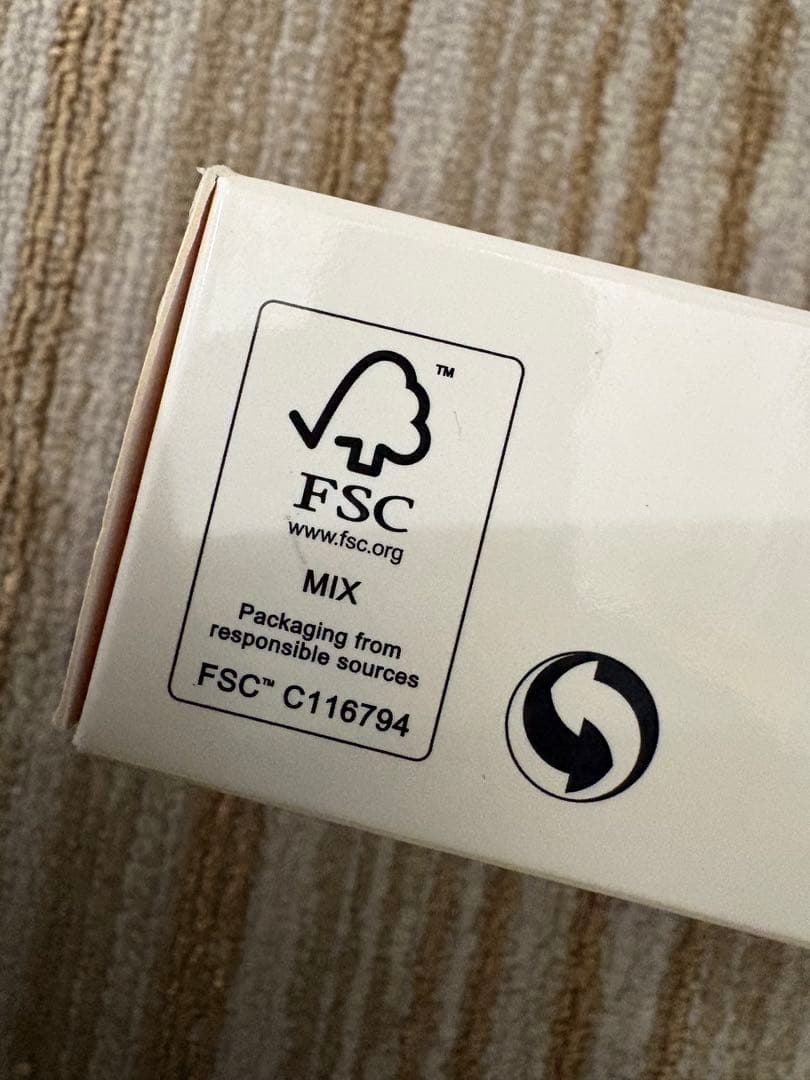 TM
FSC
www.fsc.org
MIX
Packaging from
responsible sources
FSC™ C116794